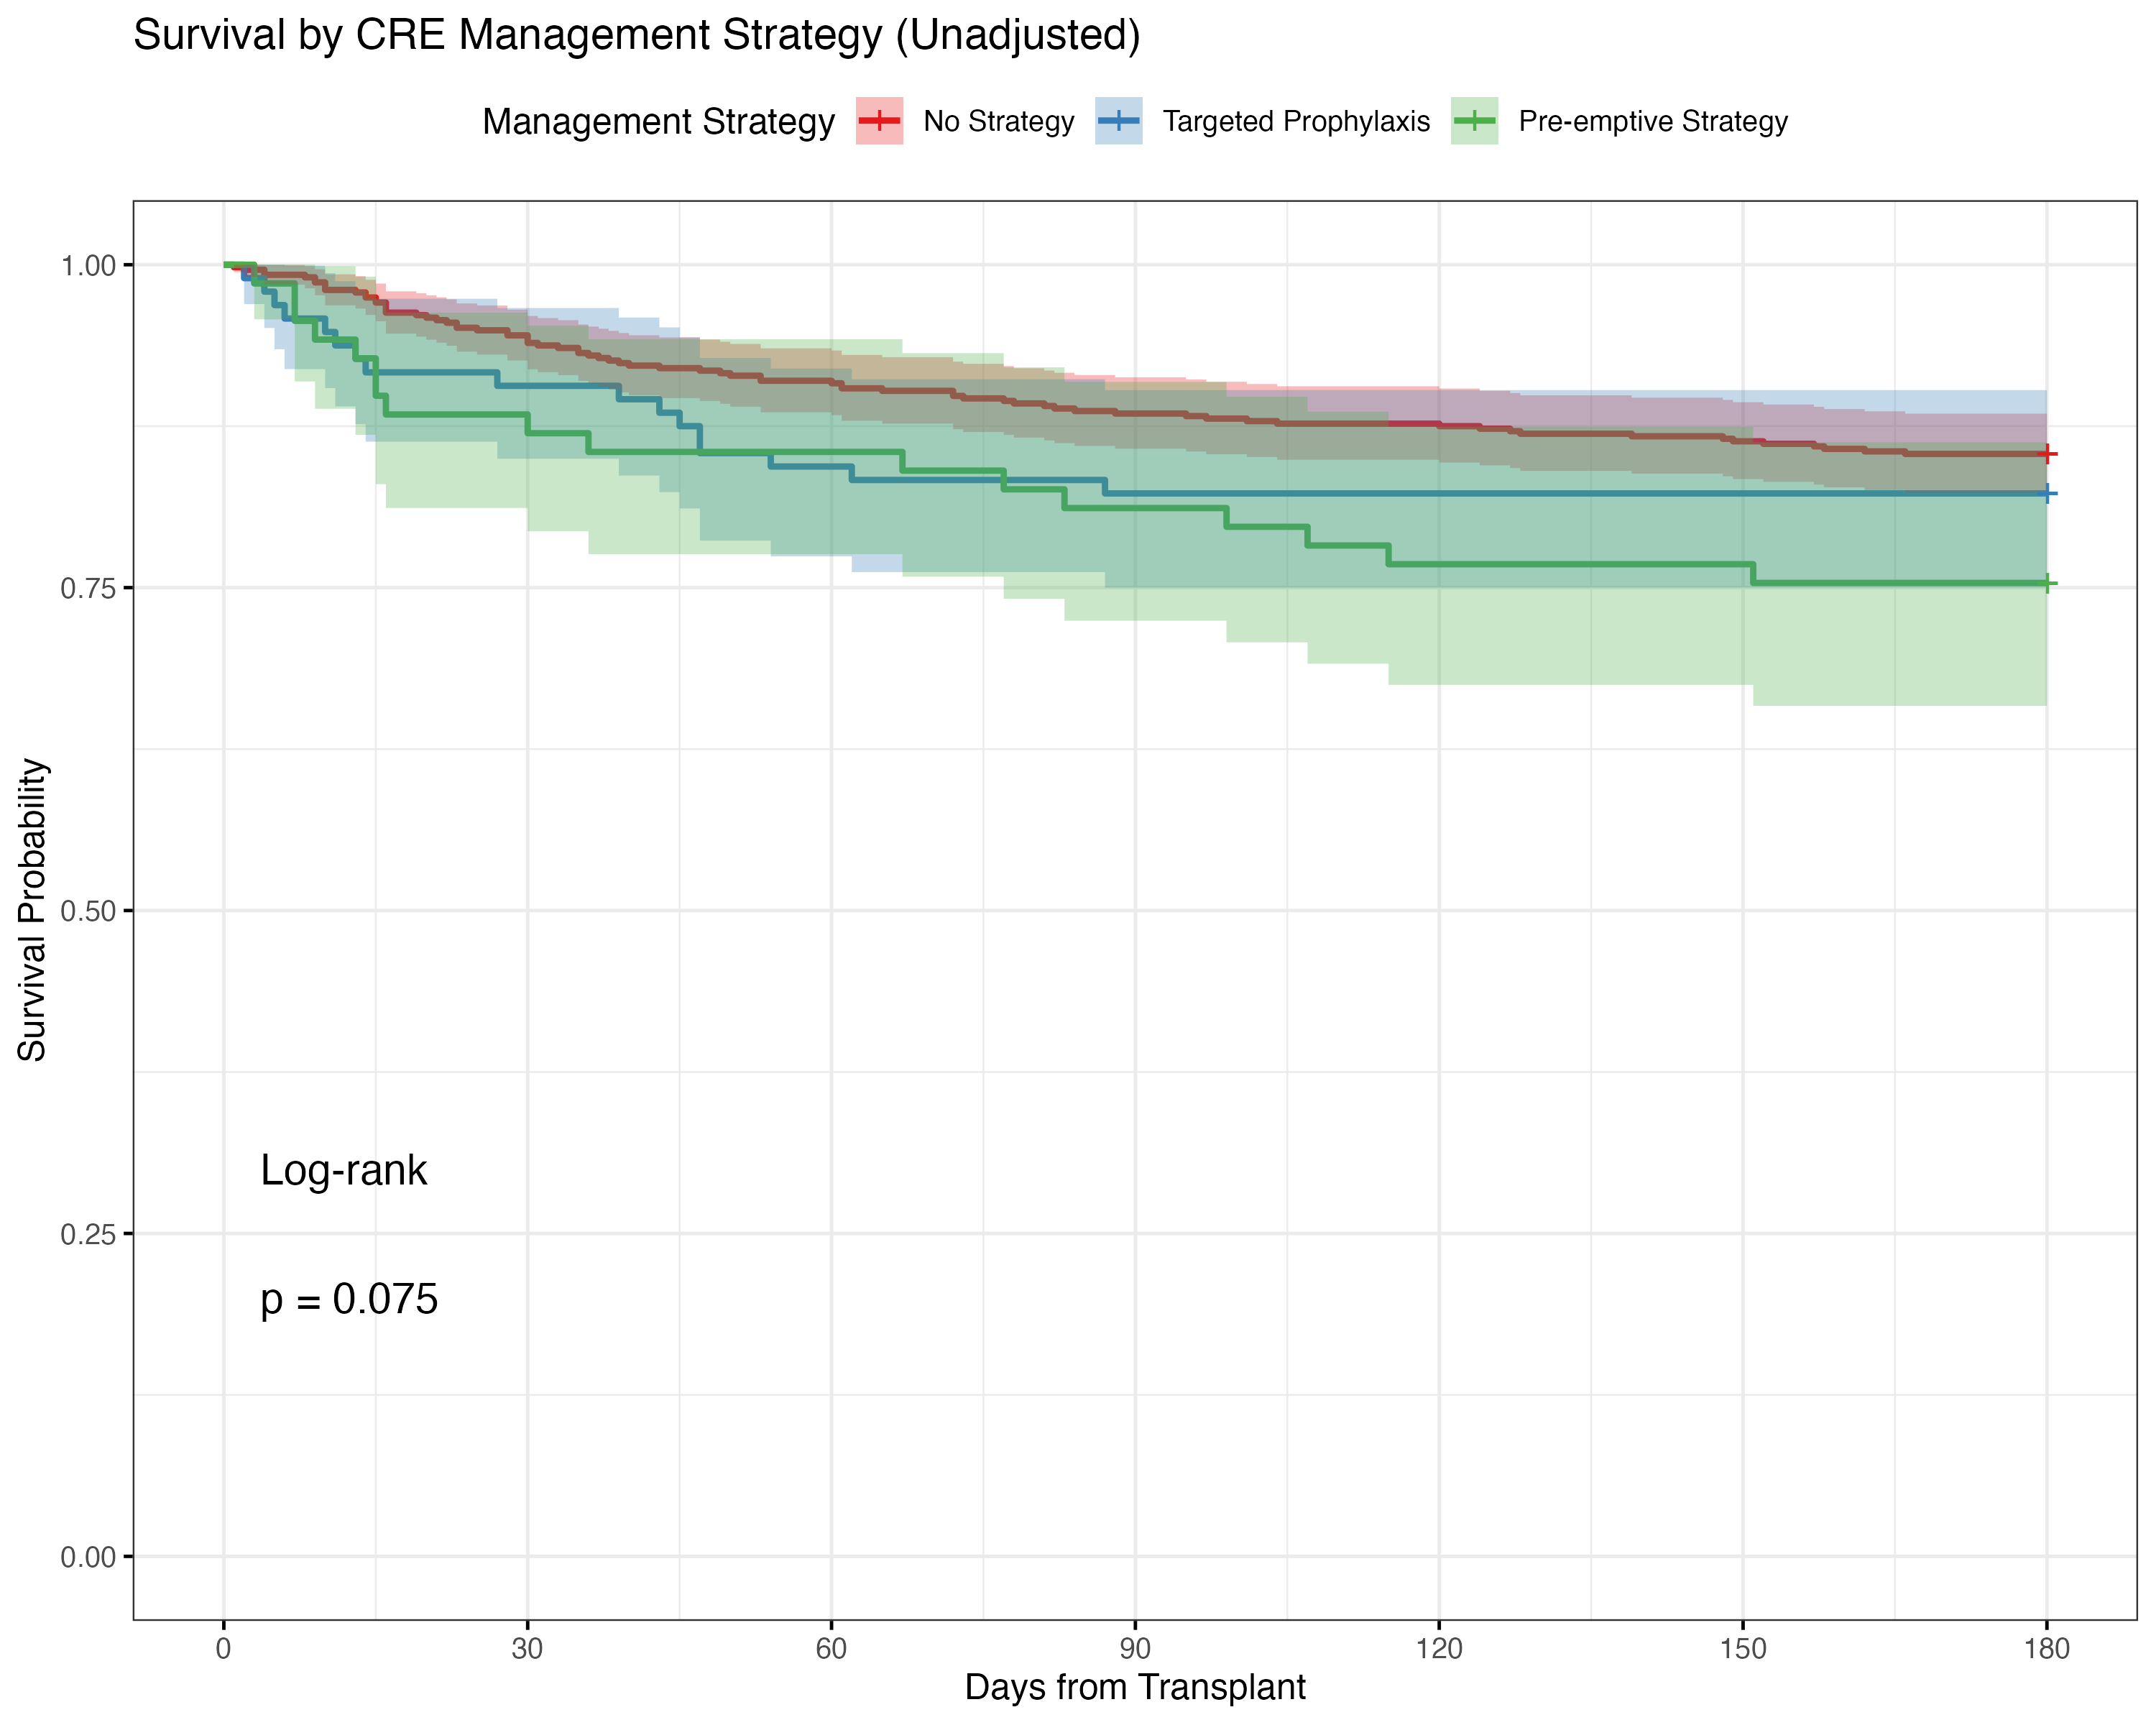 Survival by CRE Management Strategy (Unadjusted)
Management Strategy No Strategy Targeted Prophylaxis Pre-emptive Strategy
Survival Probability
1.00
0.75
0.50
0.25
0.00
Log-rank
p = 0.075
0 30 60 90 120 150 180
Days from Transplant